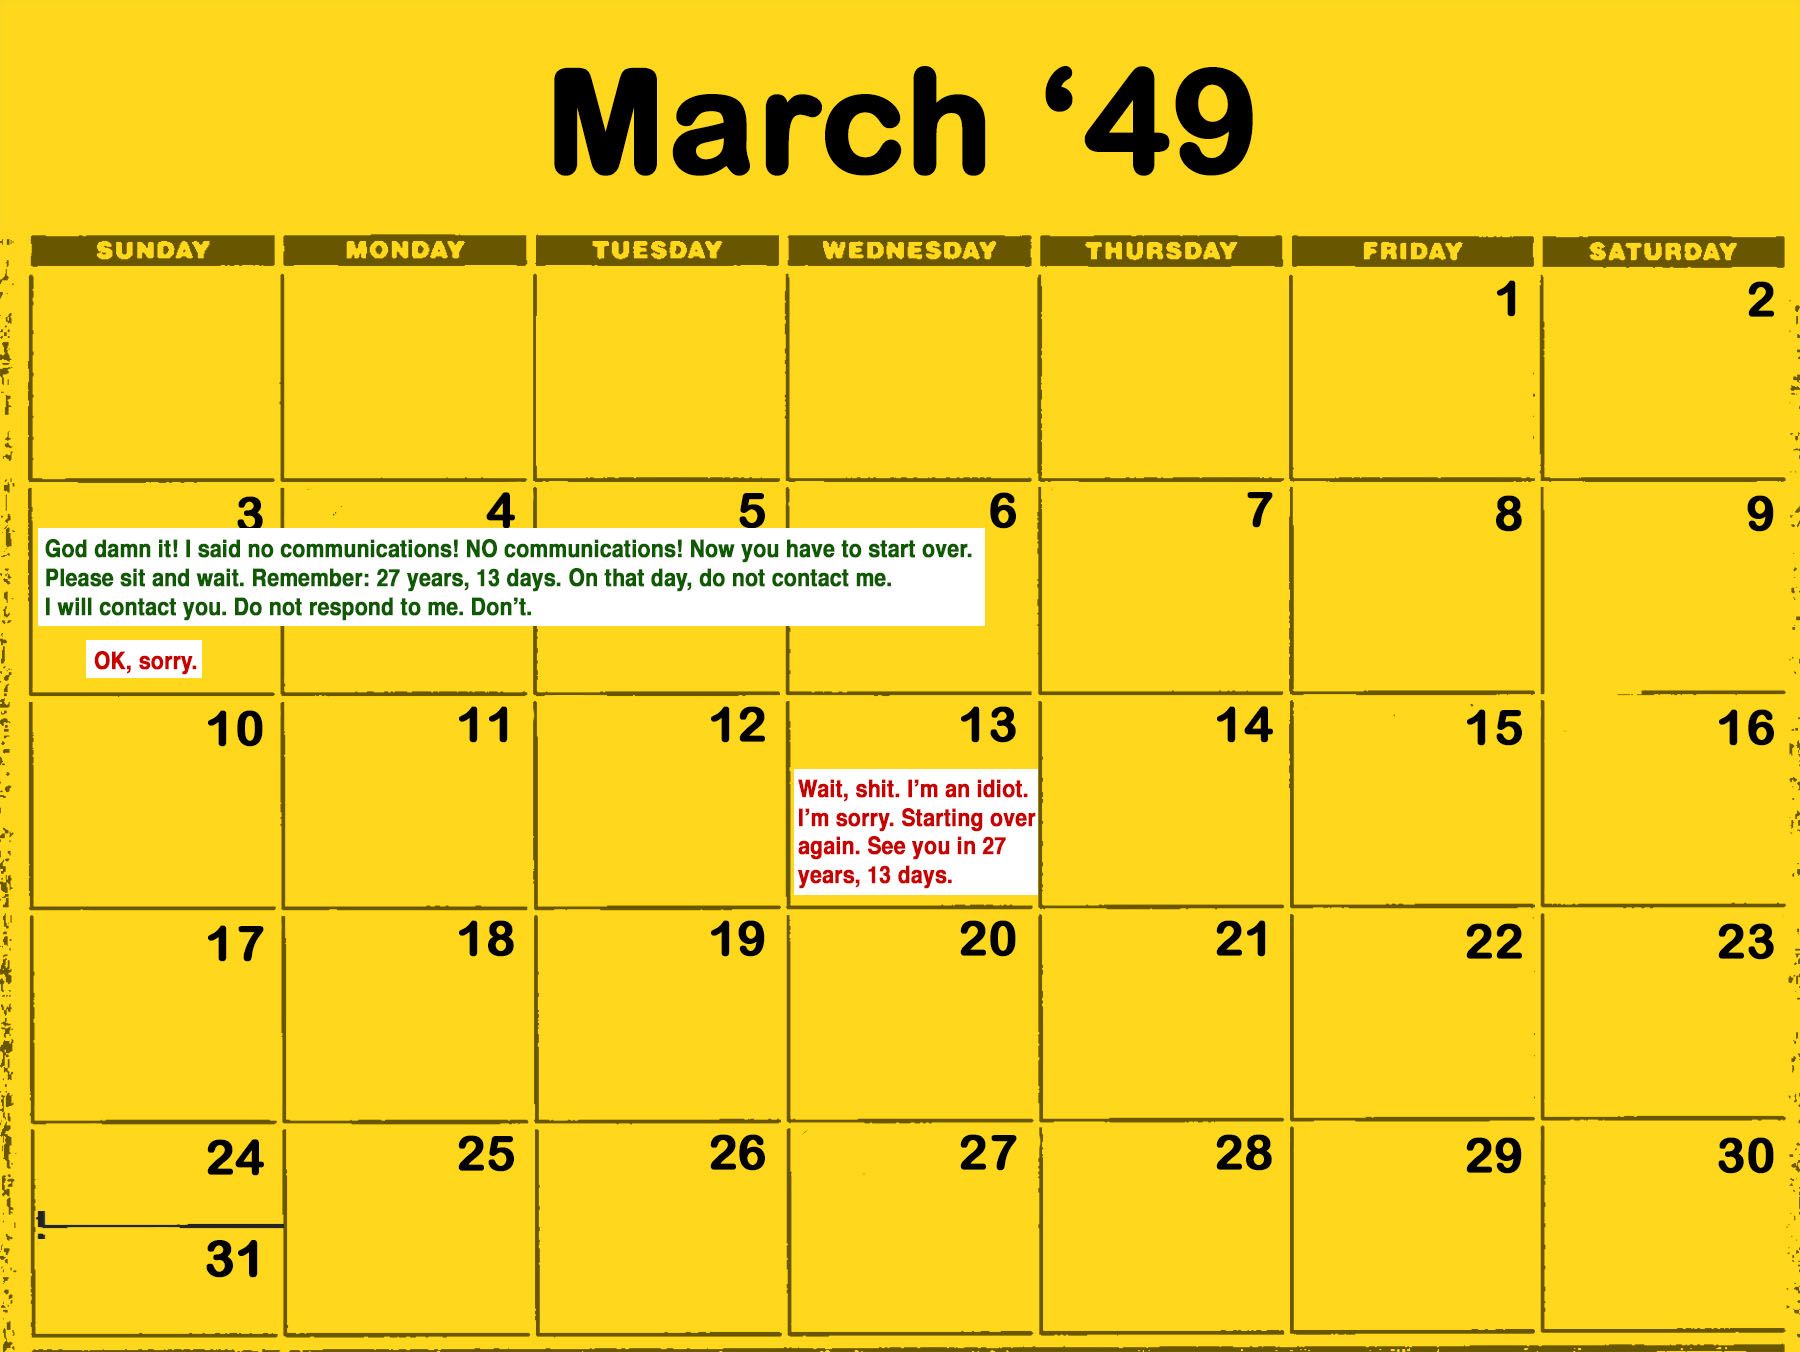 March ‘49
SUNDAY MONDAY TUESDAY WEDNESDAY THURSDAY FRIDAY SATURDAY
1 2
3 4 5 6 7 8 9
God damn it! I said no communications! NO communications! Now you have to start over.
Please sit and wait. Remember: 27 years, 13 days. On that day, do not contact me.
I will contact you. Do not respond to me. Don’t.
OK, sorry.
10 11 12 13 14 15 16
Wait, shit. I’m an idiot.
I’m sorry. Starting over
again. See you in 27
years, 13 days.
17 18 19 20 21 22 23
24 25 26 27 28 29 30
31